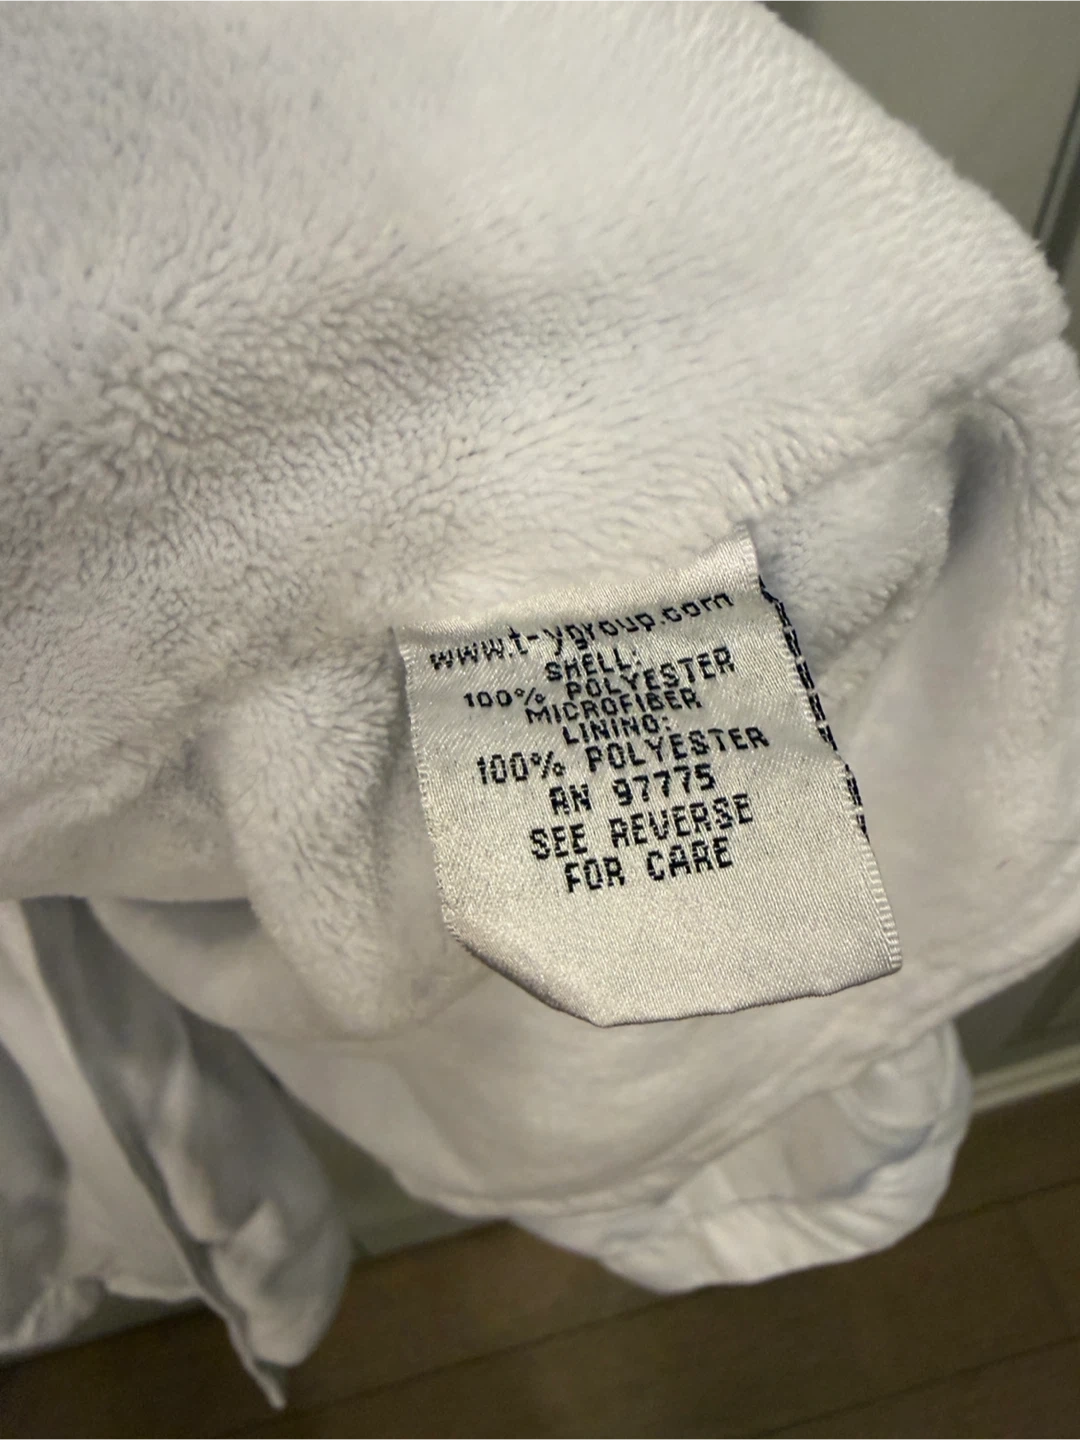 www.t-ygroup.com
SHELL:
100% POLYESTER
MICROFIBER
LINING:
100% POLYESTER
RN 97775
SEE REVERSE
FOR CARE